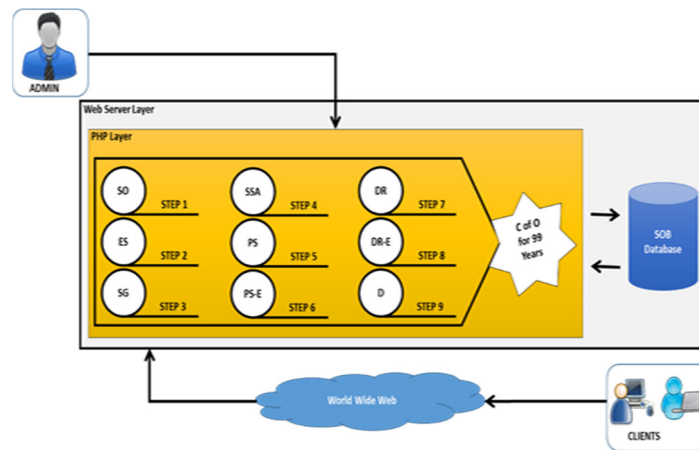 ADMIN
Web Server Layer
PHP Layer
SO
STEP 1
SSA
STEP 4
DR
STEP 7
ES
STEP 2
PS
STEP 5
DR-E
STEP 8
SG
STEP 3
PS-E
STEP 6
D
STEP 9
C of O
for 99
Years
SOB
Database
World Wide Web
CLIENTS